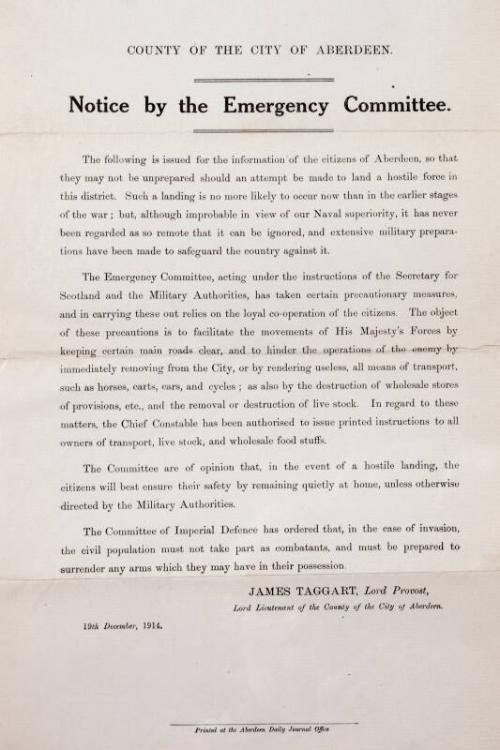 COUNTY OF THE CITY OF ABERDEEN.
Notice by the Emergency Committee.
The following is issued for the information of the citizens of Aberdeen, so that
they may not be unprepared should an attempt be made to land a hostile force in
this district. Such a landing is no more likely to occur now than in the earlier stages
of the war; but, although improbable in view of our Naval superiority, it has never
been regarded as so remote that it can be ignored, and extensive military prepara-
tions have been made to safeguard the country against it.
The Emergency Committee, acting under the instructions of the Secretary for
Scotland and the Military Authorities, has taken certain precautionary measures,
and in carrying these out relies on the loyal co-operation of the citizens. The object
of these precautions is to facilitate the movements of His Majesty's Forces by
keeping certain main roads clear, and to hinder the operations of the enemy by
immediately removing from the City, or by rendering useless, all means of transport,
such as horses, carts, cars, and cycles; as also by the destruction of wholesale stores
of provisions, etc., and the removal or destruction of live stock. In regard to these
matters, the Chief Constable has been authorised to issue printed instructions to all
owners of transport, live stock, and wholesale food stuffs.
The Committee are of opinion that, in the event of a hostile landing, the
citizens will best ensure their safety by remaining quietly at home, unless otherwise
directed by the Military Authorities.
The Committee of Imperial Defence has ordered that, in the case of invasion,
the civil population must not take part as combatants, and must be prepared to
surrender any arms which they may have in their possession.
JAMES TAGGART, Lord Provost,
Lord Lieutenant of the County of the City of Aberdeen.
19th December, 1914.
Printed at the Aberdeen Daily Journal Office